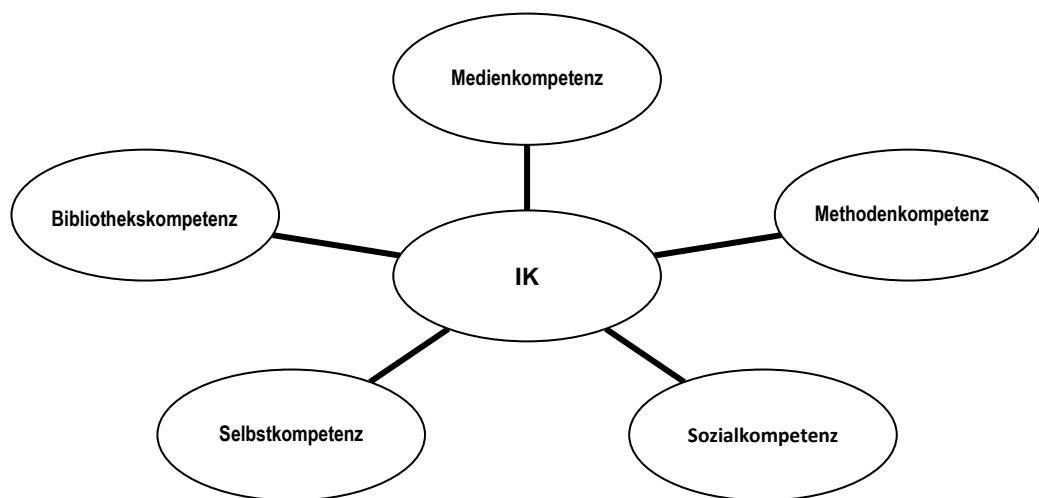 Medienkompetenz
Bibliothekskompetenz
Methodenkompetenz
IK
Selbstkompetenz
Sozialkompetenz